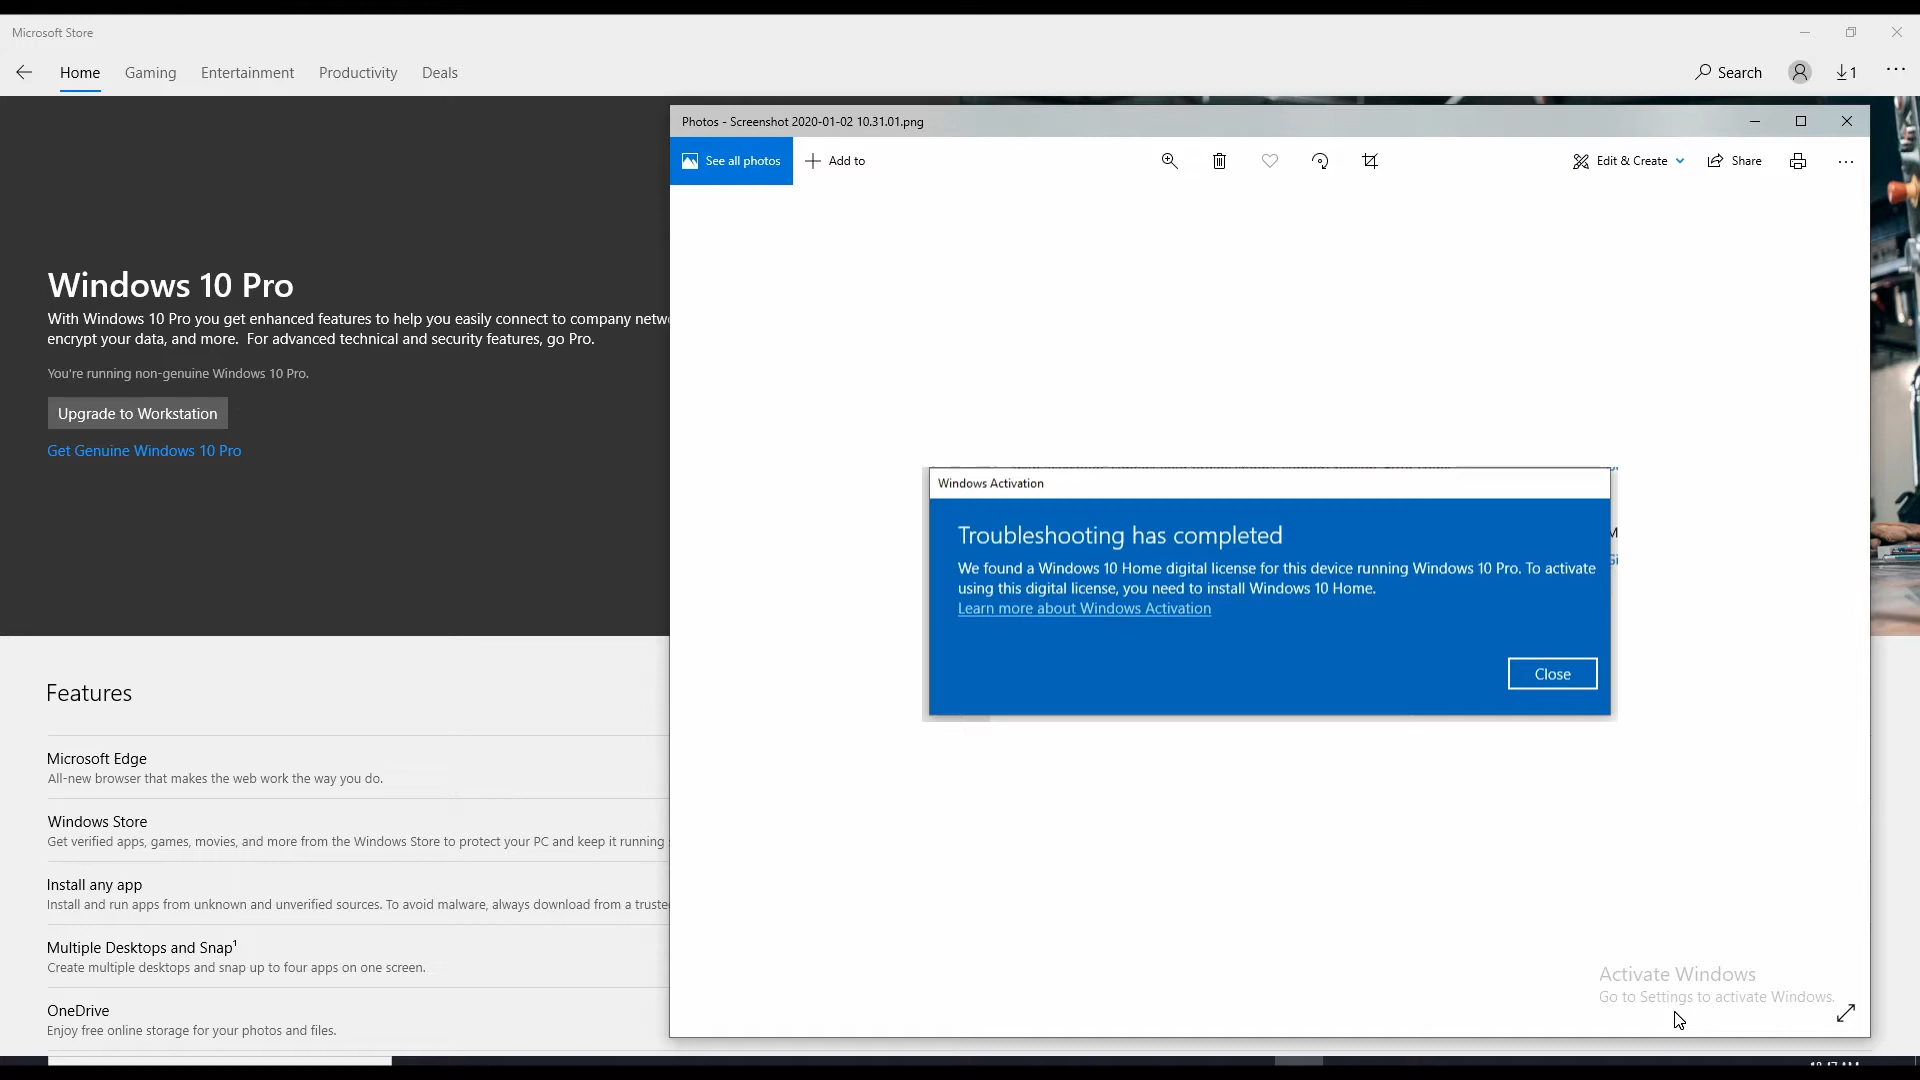 Microsoft Store
Home Gaming Entertainment Productivity Deals
Search
1
Windows 10 Pro
With Windows 10 Pro you get enhanced features to help you easily connect to company
encrypt your data, and more. For advanced technical and security features, go Pro.
You're running non-genuine Windows 10 Pro.
Upgrade to Workstation
Get Genuine Windows 10 Pro
Features
Microsoft Edge
All-new browser that makes the web work the way you do.
Windows Store
Get verified apps, games, movies, and more from the Windows Store to protect your PC and keep it running
Install any app
Install and run apps from unknown and unverified sources. To avoid malware, always download from a
Multiple Desktops and Snap¹
Create multiple desktops and snap up to four apps on one screen.
OneDrive
Enjoy free online storage for your photos and files.
Photos - Screenshot 2020-01-02 10.31.01.png
See all photos
Add to
Edit & Create
Share
Windows Activation
Troubleshooting has completed
We found a Windows 10 Home digital license for this device running Windows 10 Pro. To activate
using this digital license, you need to install Windows 10 Home.
Learn more about Windows Activation
Close
Activate Windows
Go to Settings to activate Windows.